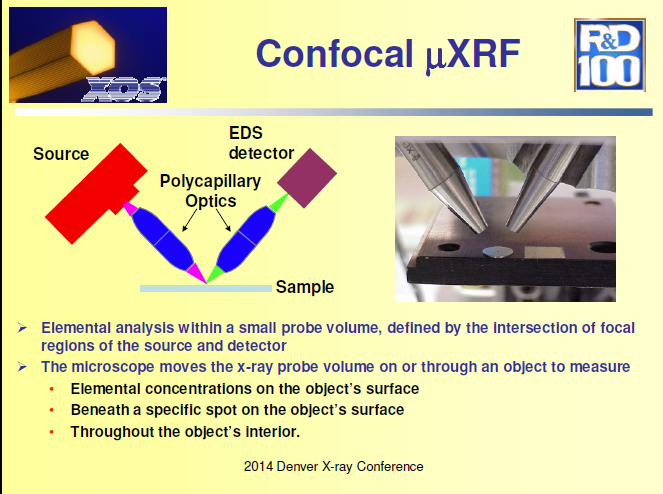 XOS
Confocal µXRF
R&D
100
Source
EDS
detector
Polycapillary
Optics
Sample
➢ Elemental analysis within a small probe volume, defined by the intersection of focal
regions of the source and detector
➢ The microscope moves the x-ray probe volume on or through an object to measure
• Elemental concentrations on the object’s surface
• Beneath a specific spot on the object’s surface
• Throughout the object’s interior.
2014 Denver X-ray Conference